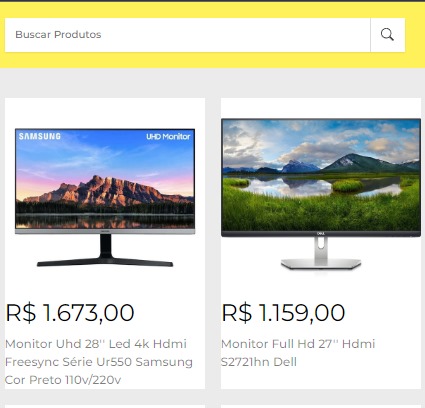 Buscar Produtos
SAMSUNG UHD Monitor
DELL
R$ 1.673,00
Monitor Uhd 28'' Led 4k Hdmi
Freesync Série Ur550 Samsung
Cor Preto 110v/220v
R$ 1.159,00
Monitor Full Hd 27'' Hdmi
S2721hn Dell